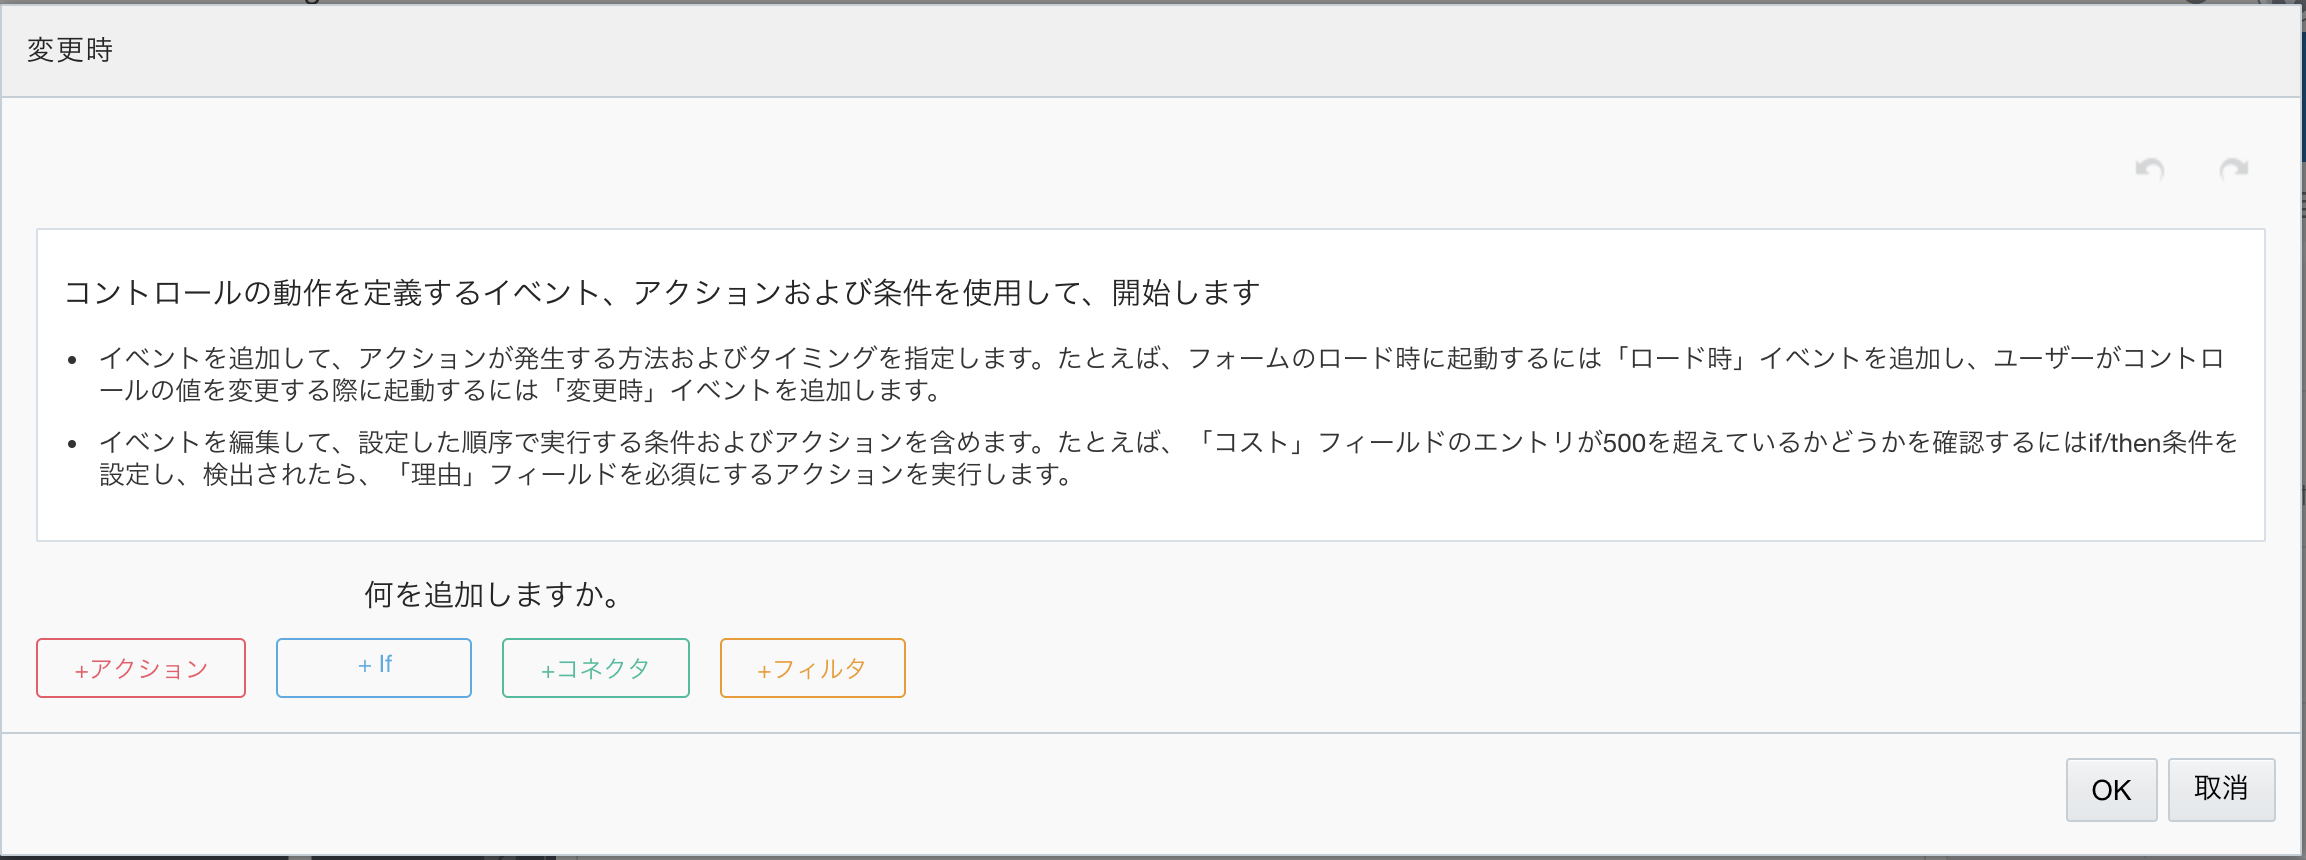 変更時
コントロールの動作を定義するイベント、アクションおよび条件を使用して、開始します
• イベントを追加して、アクションが発生する方法およびタイミングを指定します。たとえば、フォームのロード時に起動するには「ロード時」イベントを追加し、ユーザーがコントロ
ールの値を変更する際に起動するには「変更時」イベントを追加します。
• イベントを編集して、設定した順序で実行する条件およびアクションを含めます。たとえば、「コスト」フィールドのエントリが500を超えているかどうかを確認するにはif/then条件を
設定し、検出されたら、「理由」フィールドを必須にするアクションを実行します。
何を追加しますか。
+アクション
+ If
+コネクタ
+フィルタ
OK
取消